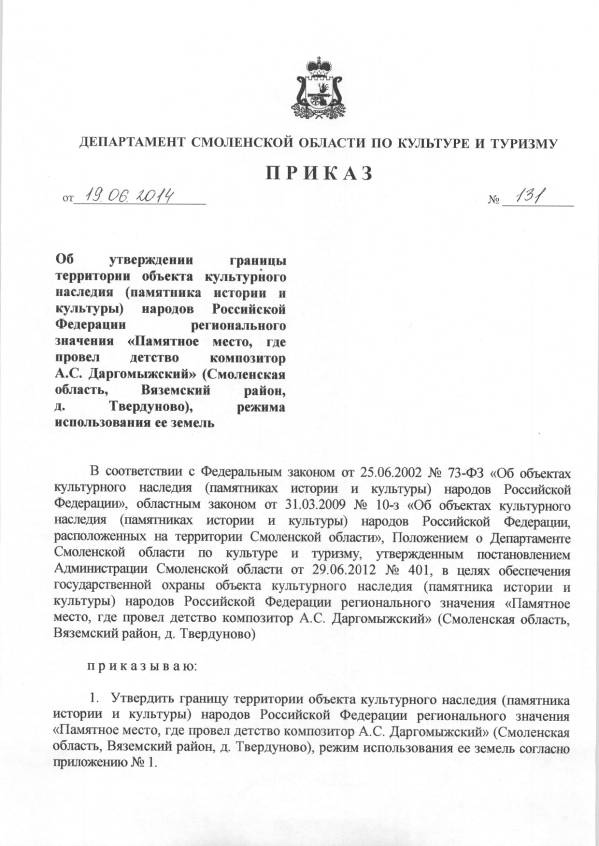 ДЕПАРТАМЕНТ СМОЛЕНСКОЙ ОБЛАСТИ ПО КУЛЬТУРЕ И ТУРИЗМУ
ПРИКАЗ
от 19.06.2014 № 131
Об утверждении границы
территории объекта культурного
наследия (памятника истории и
культуры) народов Российской
Федерации регионального
значения «Памятное место, где
провел детство композитор
А.С. Даргомыжский» (Смоленская
область, Вяземский район,
д. Твердуново), режима
использования ее земель
В соответствии с Федеральным законом от 25.06.2002 № 73-ФЗ «Об объектах
культурного наследия (памятниках истории и культуры) народов Российской
Федерации», областным законом от 31.03.2009 № 10-з «Об объектах культурного
наследия (памятниках истории и культуры) народов Российской Федерации,
расположенных на территории Смоленской области», Положением о Департаменте
Смоленской области по культуре и туризму, утвержденным постановлением
Администрации Смоленской области от 29.06.2012 № 401, в целях обеспечения
государственной охраны объекта культурного наследия (памятника истории и
культуры) народов Российской Федерации регионального значения «Памятное
место, где провел детство композитор А.С. Даргомыжский» (Смоленская область,
Вяземский район, д. Твердуново)
приказываю:
1. Утвердить границу территории объекта культурного наследия (памятника
истории и культуры) народов Российской Федерации регионального значения
«Памятное место, где провел детство композитор А.С. Даргомыжский» (Смоленская
область, Вяземский район, д. Твердуново), режим использования ее земель согласно
приложению № 1.